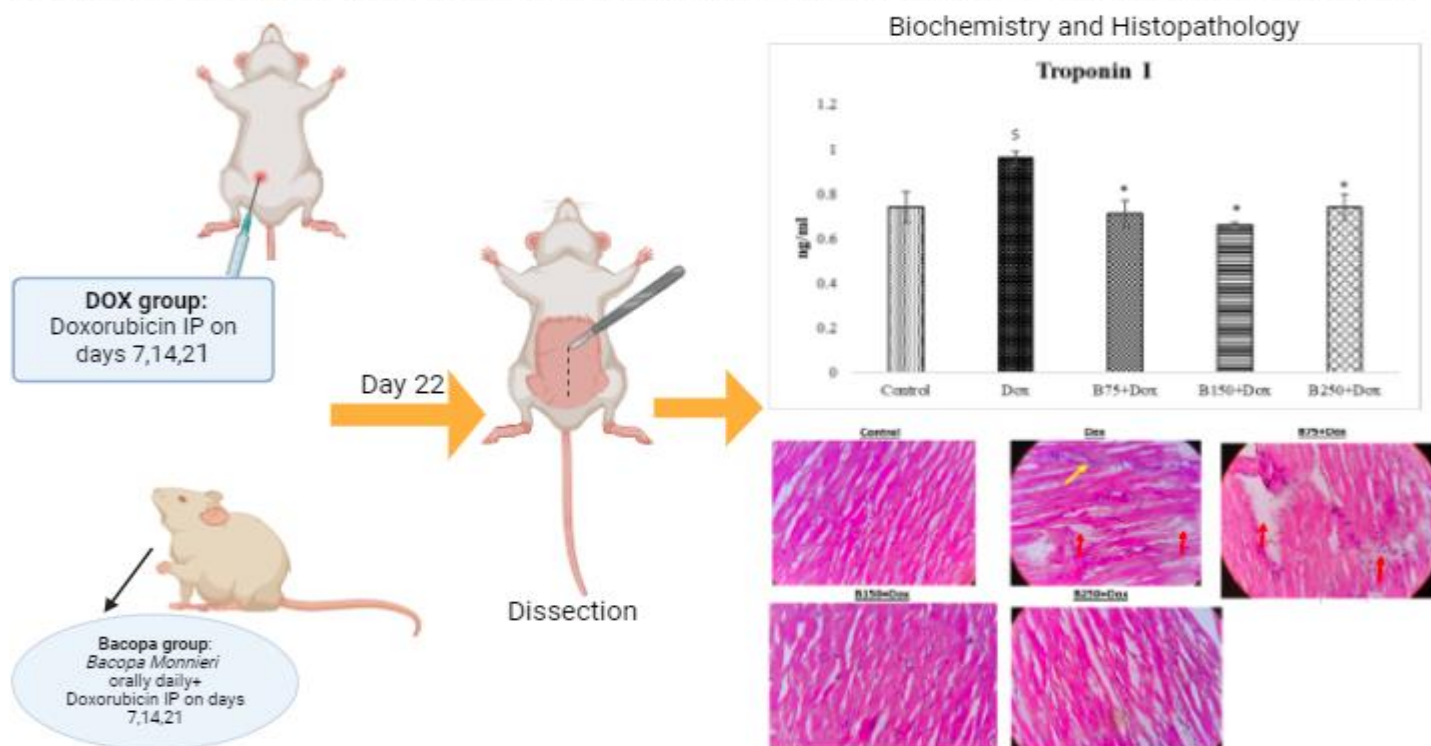 Biochemistry and Histopathology
Troponin I
1.2
1
0.8
0.6
0.4
0.2
0
ng/ml
$
*
*
*
Control
Dox
B75+Dox
B150+Dox
B250+Dox
DOX group:
Doxorubicin IP on
days 7,14,21
Day 22
Dissection
Bacopa group:
Bacopa Monnieri
orally daily+
Doxorubicin IP on days
7,14,21
Control
Dox
B75+Dox
B150+Dox
B250+Dox